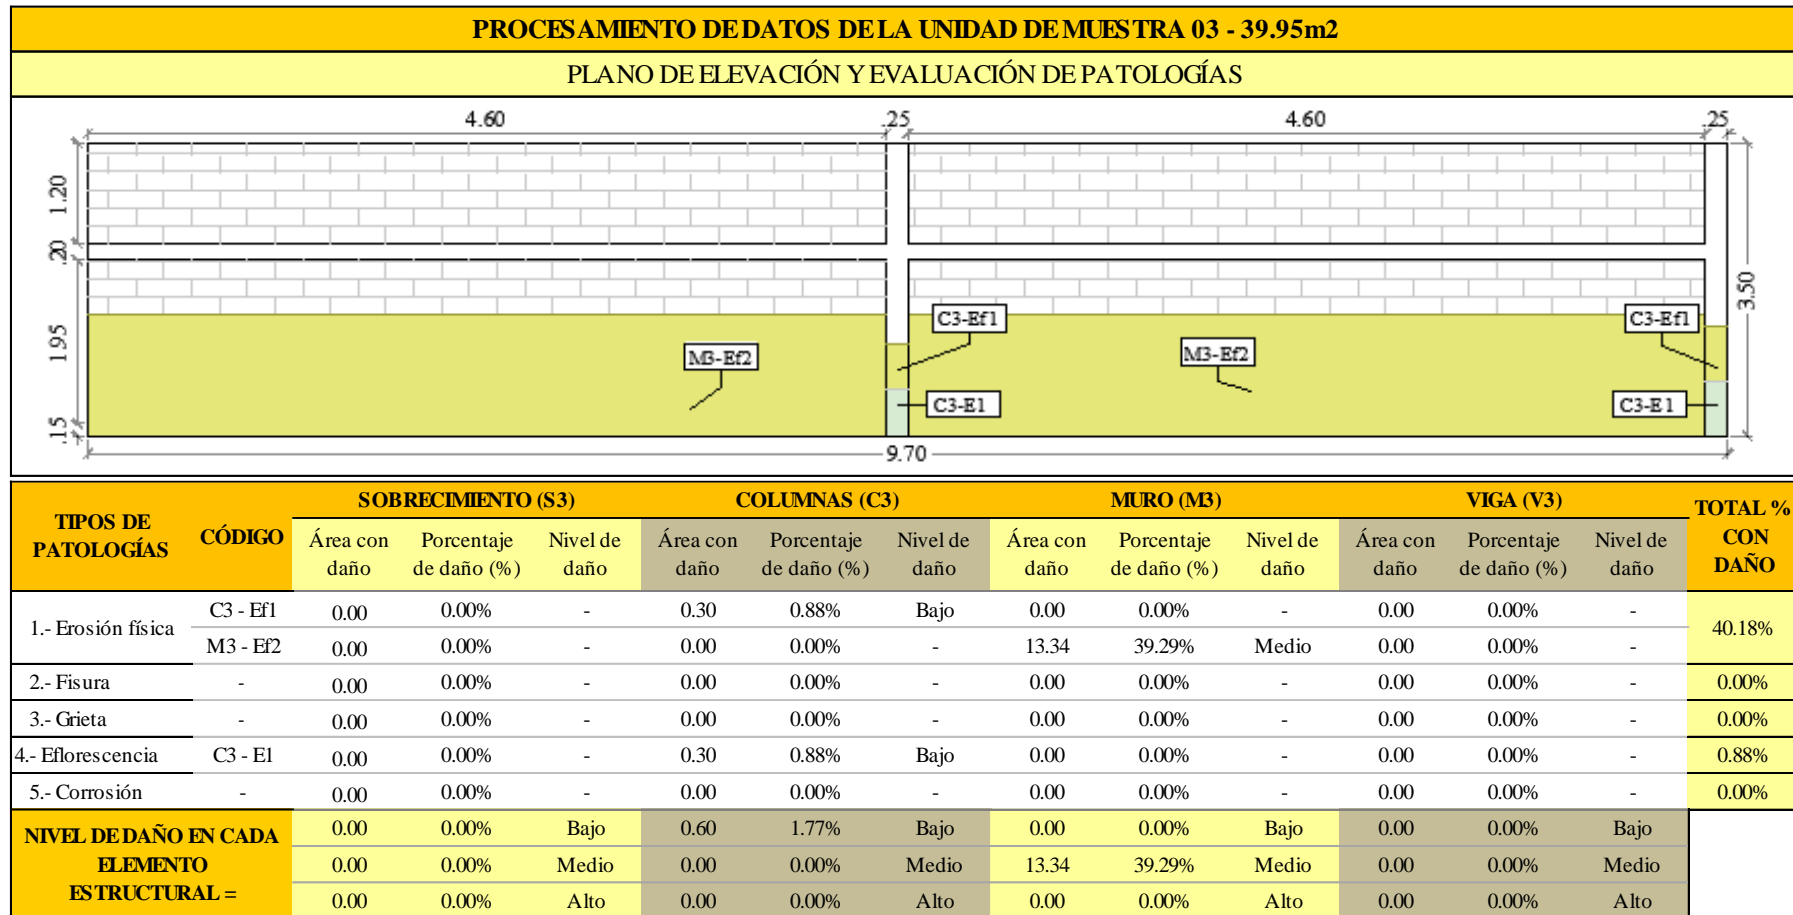 PROCESAMIENTO DE DATOS DE LA UNIDAD DE MUESTRA 03 - 39.95m2
PLANO DE ELEVACIÓN Y EVALUACIÓN DE PATOLOGÍAS
4.60 .25 4.60 .25
1.20
.20
1.95
.15
3.50
C3-Ef1 C3-Ef1
M3-Ef2 M3-Ef2
C3-E1 C3-E1
9.70
TIPOS DE PATOLOGÍAS CÓDIGO SOBRECIMIENTO (S3) COLUMNAS (C3) MURO (M3) VIGA (V3) TOTAL % CON DAÑO
Área con daño Porcentaje de daño (%) Nivel de daño Área con daño Porcentaje de daño (%) Nivel de daño Área con daño Porcentaje de daño (%) Nivel de daño Área con daño Porcentaje de daño (%) Nivel de daño
1.- Erosión física C3 - Ef1 0.00 0.00% - 0.30 0.88% Bajo 0.00 0.00% - 0.00 0.00% - 40.18%
M3 - Ef2 0.00 0.00% - 0.00 0.00% - 13.34 39.29% Medio 0.00 0.00% -
2.- Fisura - 0.00 0.00% - 0.00 0.00% - 0.00 0.00% - 0.00 0.00% - 0.00%
3.- Grieta - 0.00 0.00% - 0.00 0.00% - 0.00 0.00% - 0.00 0.00% - 0.00%
4.- Eflorescencia C3 - E1 0.00 0.00% - 0.30 0.88% Bajo 0.00 0.00% - 0.00 0.00% - 0.88%
5.- Corrosión - 0.00 0.00% - 0.00 0.00% - 0.00 0.00% - 0.00 0.00% - 0.00%
NIVEL DE DAÑO EN CADA ELEMENTO ESTRUCTURAL = 0.00 0.00% Bajo 0.60 1.77% Bajo 0.00 0.00% Bajo 0.00 0.00% Bajo
0.00 0.00% Medio 0.00 0.00% Medio 13.34 39.29% Medio 0.00 0.00% Medio
0.00 0.00% Alto 0.00 0.00% Alto 0.00 0.00% Alto 0.00 0.00% Alto